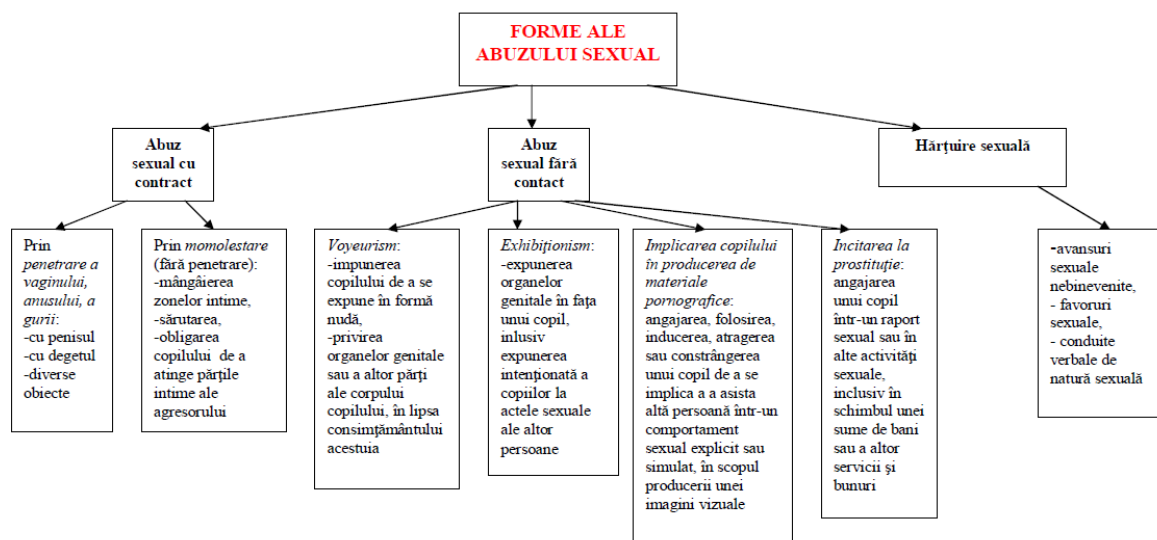 FORME ALE
ABUZULUI SEXUAL
Abuz
sexual cu
contract
Abuz
sexual fără
contact
Hărţuire sexuală
Prin
penetrare a
vaginului,
anusului, a
gurii:
-cu penisul
-cu degetul
-diverse
obiecte
Prin momolestare
(fără penetrare):
-mângâierea
zonelor intime,
-sărutarea,
-obligarea
copilului de a
atinge părţile
intime ale
agresorului
Voyeurism:
-impunerea
copilului de a se
expune în formă
nudă,
-privirea
organelor genitale
sau a altor părţi
ale corpului
copilului, în lipsa
consimţământului
acestuia
Exhibiţionism:
-expunerea
organelor
genitale în faţa
unui copil,
inlusiv
expunerea
intenţionată a
copiilor la
actele sexuale
ale altor
persoane
Implicarea copilului
în producerea de
materiale
pornografice:
angajarea, folosirea,
inducerea, atragerea
sau constrângerea
unui copil de a se
implica a a asista
altă persoană într-un
comportament
sexual explicit sau
simulat, în scopul
producerii unei
imagini vizuale
Incitarea la
prostituţie:
angajarea
unui copil
într-un raport
sexual sau în
alte activităţi
sexuale,
inclusiv în
schimbul unei
sume de bani
sau a altor
servicii şi
bunuri
-avansuri
sexuale
nebinevenite,
- favoruri
sexuale,
- conduite
verbale de
natură sexuală